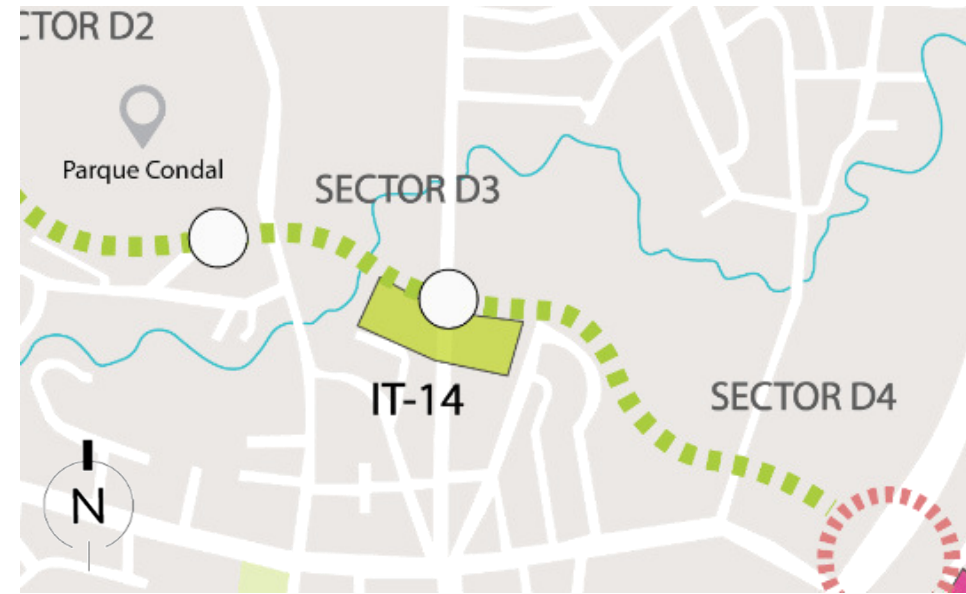 CTOR D2
Parque Condal
SECTOR D3
IT-14
SECTOR D4
N